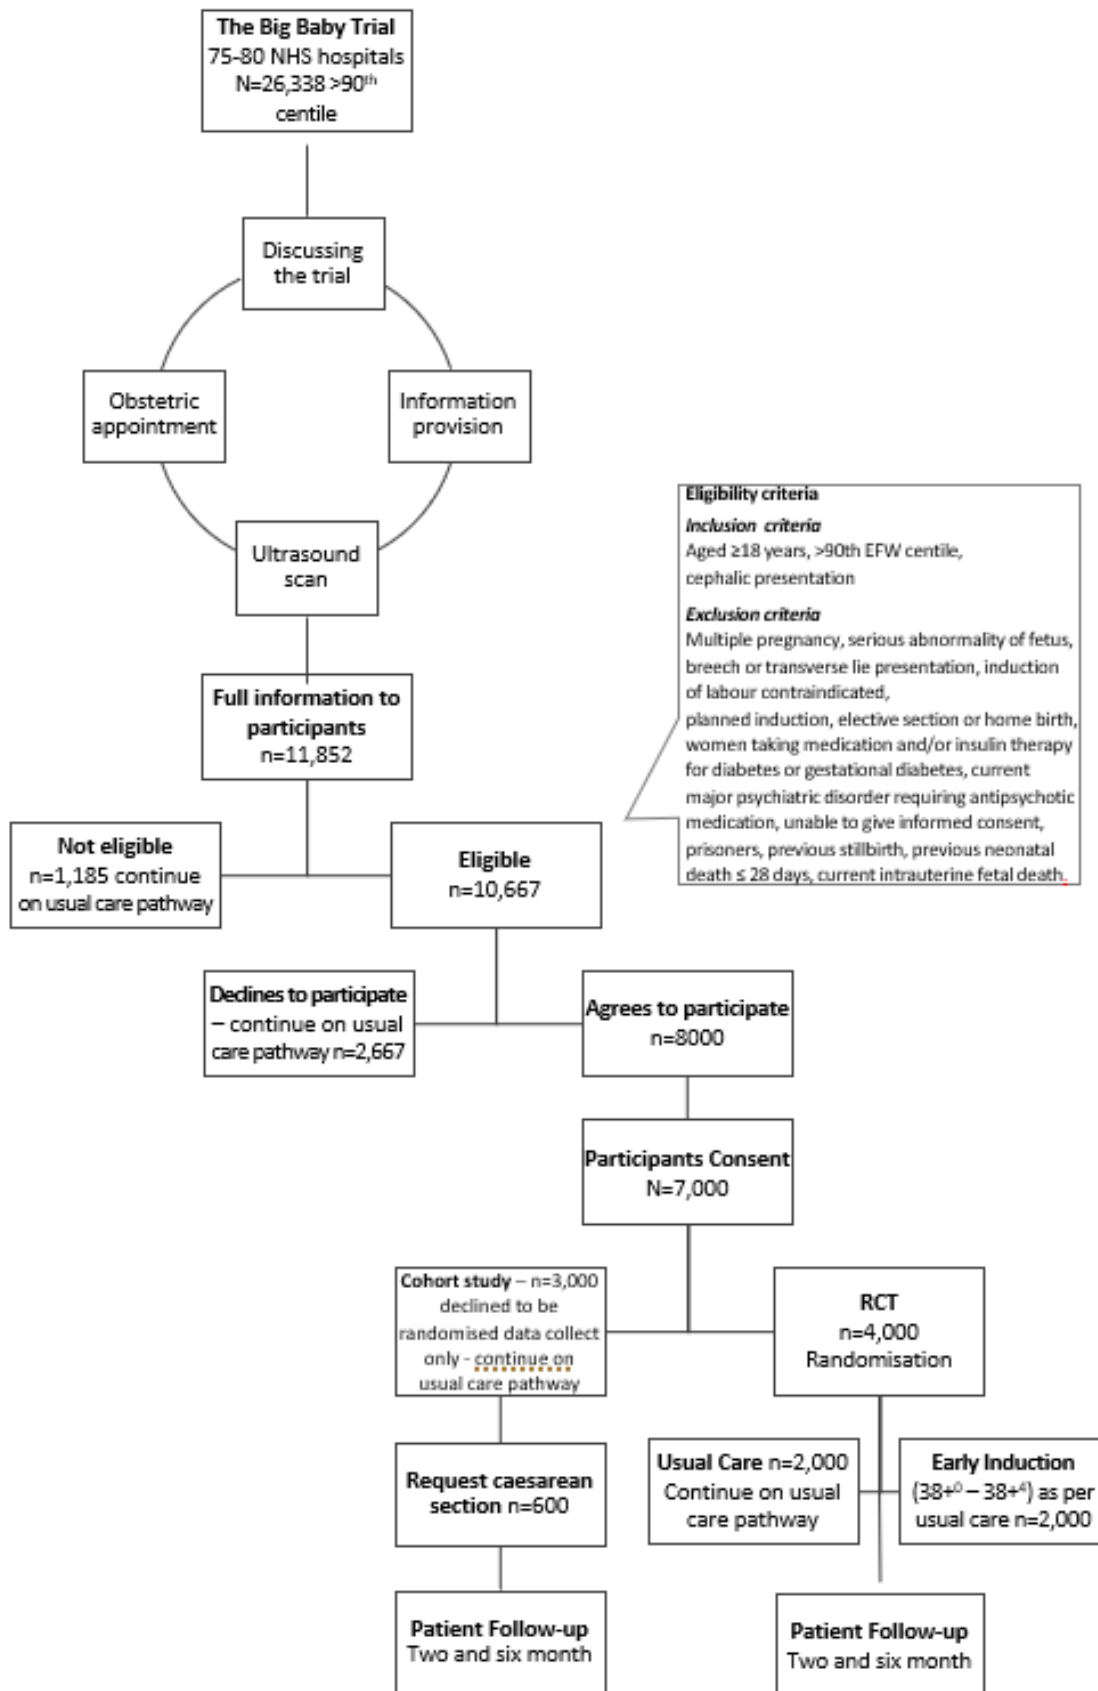 The Big Baby Trial
75-80 NHS hospitals
N=26,338 >90th
centile
Discussing
the trial
Obstetric
appointment
Information
provision
Ultrasound
scan
Eligibility criteria
Inclusion criteria
Aged ≥18 years, >90th EFW centile,
cephalic presentation
Exclusion criteria
Multiple pregnancy, serious abnormality of fetus,
breech or transverse lie presentation, induction
of labour contraindicated,
planned induction, elective section or home birth,
women taking medication and/or insulin therapy
for diabetes or gestational diabetes, current
major psychiatric disorder requiring antipsychotic
medication, unable to give informed consent,
prisoners, previous stillbirth, previous neonatal
death ≤ 28 days, current intrauterine fetal death.
Full information to
participants
n=11,852
Not eligible
n=1,185 continue
on usual care pathway
Eligible
n=10,667
Declines to participate
– continue on usual
care pathway n=2,667
Agrees to participate
n=8000
Participants Consent
N=7,000
Cohort study – n=3,000
declined to be
randomised data collect
only - continue on
usual care pathway
RCT
n=4,000
Randomisation
Request caesarean
section n=600
Usual Care n=2,000
Continue on usual
care pathway
Early Induction
(38+0 – 38+4) as per
usual care n=2,000
Patient Follow-up
Two and six month
Patient Follow-up
Two and six month